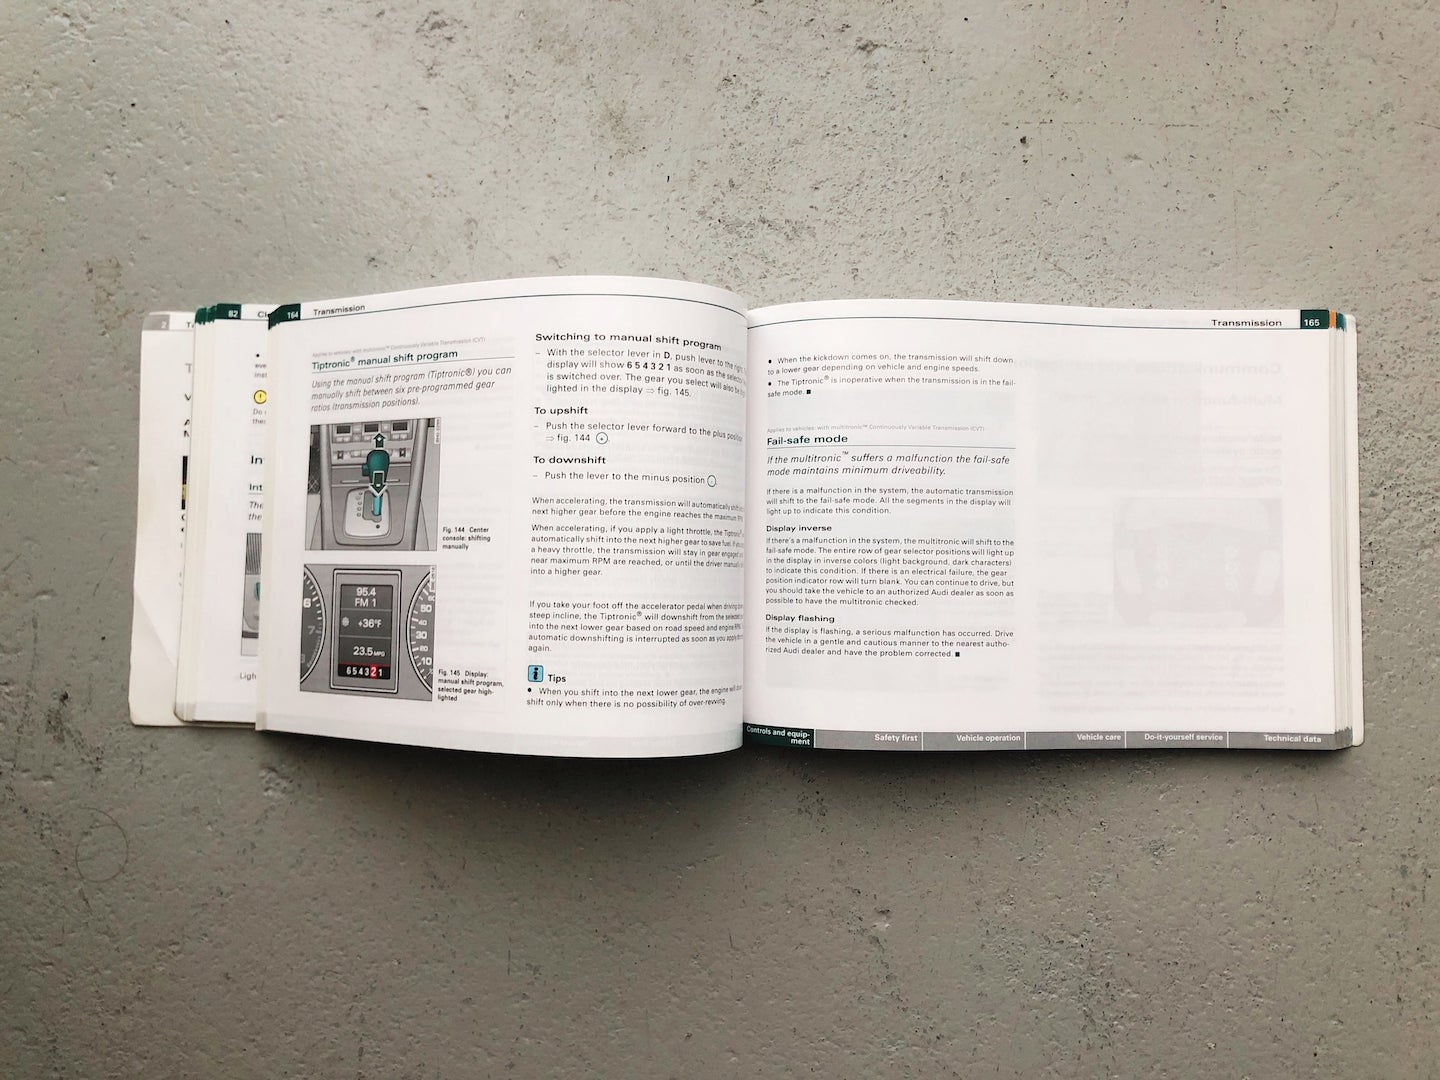 2
82
164
Transmission
Applies to vehicles: with multitronic™ Continuously Variable Transmission (CVT)
Tiptronic® manual shift program
Using the manual shift program (Tiptronic®) you can
manually shift between six pre-programmed gear
ratios (transmission positions).
Fig. 144 Center
console: shifting
manually
95.4
FM 1
+36°F
23.5 MPG
6 5 4 3 2 1
50
40
30
20
10
Fig. 145 Display:
manual shift program,
selected gear high-
lighted
Switching to manual shift program
– With the selector lever in D, push lever to the right.
display will show 6 5 4 3 2 1 as soon as the selector
is switched over. The gear you select will also be
lighted in the display ⇒ fig. 145.
To upshift
– Push the selector lever forward to the plus position
⇒ fig. 144 (+).
To downshift
– Push the lever to the minus position (-).
When accelerating, the transmission will automatically shift
next higher gear before the engine reaches the maximum
When accelerating, if you apply a light throttle, the Tiptronic®
automatically shift into the next higher gear to save fuel. If
a heavy throttle, the transmission will stay in gear engaged
near maximum RPM are reached, or until the driver
into a higher gear.
If you take your foot off the accelerator pedal when driving
steep incline, the Tiptronic® will downshift from the selected
into the next lower gear based on road speed and engine
automatic downshifting is interrupted as soon as you
again.
i Tips
• When you shift into the next lower gear, the engine will
shift only when there is no possibility of over-revving.
Transmission
165
• When the kickdown comes on, the transmission will shift down
to a lower gear depending on vehicle and engine speeds.
• The Tiptronic® is inoperative when the transmission is in the fail-
safe mode. ■
Applies to vehicles: with multitronic™ Continuously Variable Transmission (CVT)
Fail-safe mode
If the multitronic™ suffers a malfunction the fail-safe
mode maintains minimum driveability.
If there is a malfunction in the system, the automatic transmission
will shift to the fail-safe mode. All the segments in the display will
light up to indicate this condition.
Display inverse
If there's a malfunction in the system, the multitronic will shift to the
fail-safe mode. The entire row of gear selector positions will light up
in the display in inverse colors (light background, dark characters)
to indicate this condition. If there is an electrical failure, the gear
position indicator row will turn blank. You can continue to drive, but
you should take the vehicle to an authorized Audi dealer as soon as
possible to have the multitronic checked.
Display flashing
If the display is flashing, a serious malfunction has occurred. Drive
the vehicle in a gentle and cautious manner to the nearest autho-
rized Audi dealer and have the problem corrected. ■
Controls and equip-
ment
Safety first
Vehicle operation
Vehicle care
Do-it-yourself service
Technical data